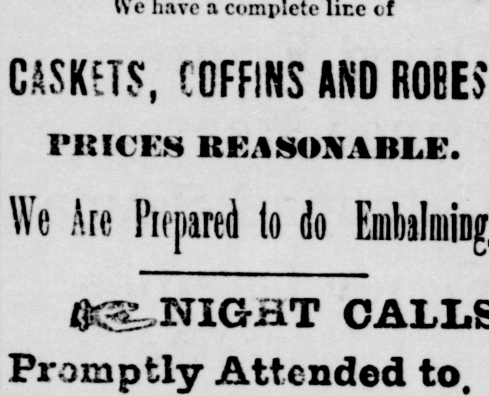 We have a complete line of
CASKETS, COFFINS AND ROBES
PRICES REASONABLE.
We Are Prepared to do Embalming.
NIGHT CALLS
Promptly Attended to.